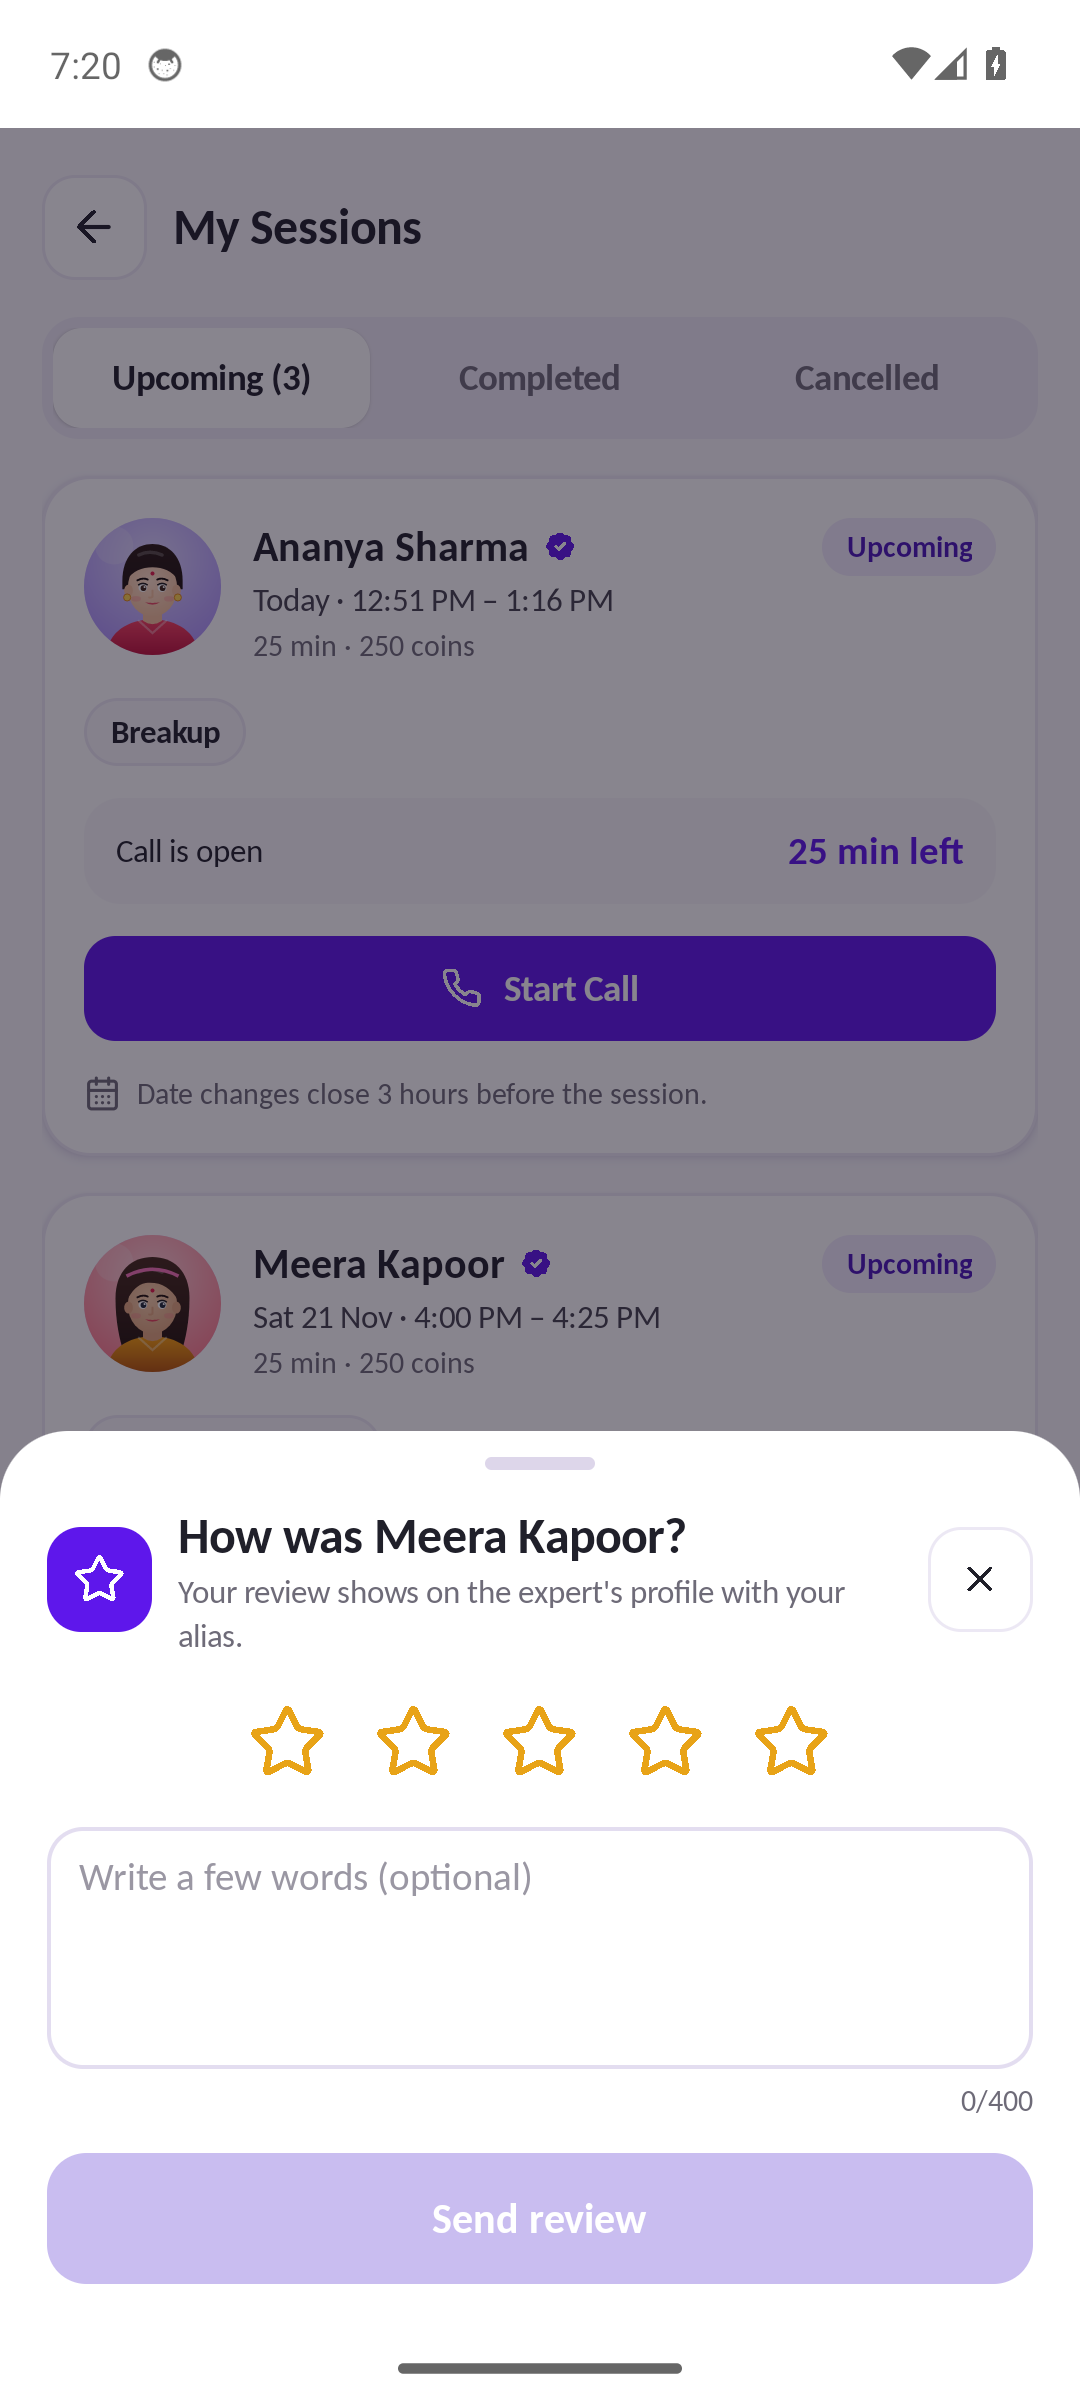 7:20
My Sessions
Upcoming (3)
Completed
Cancelled
Ananya Sharma
Upcoming
Today · 12:51 PM – 1:16 PM
25 min · 250 coins
Breakup
Call is open
25 min left
Start Call
Date changes close 3 hours before the session.
Meera Kapoor
Upcoming
Sat 21 Nov · 4:00 PM – 4:25 PM
25 min · 250 coins
How was Meera Kapoor?
Your review shows on the expert's profile with your
alias.
Write a few words (optional)
0/400
Send review